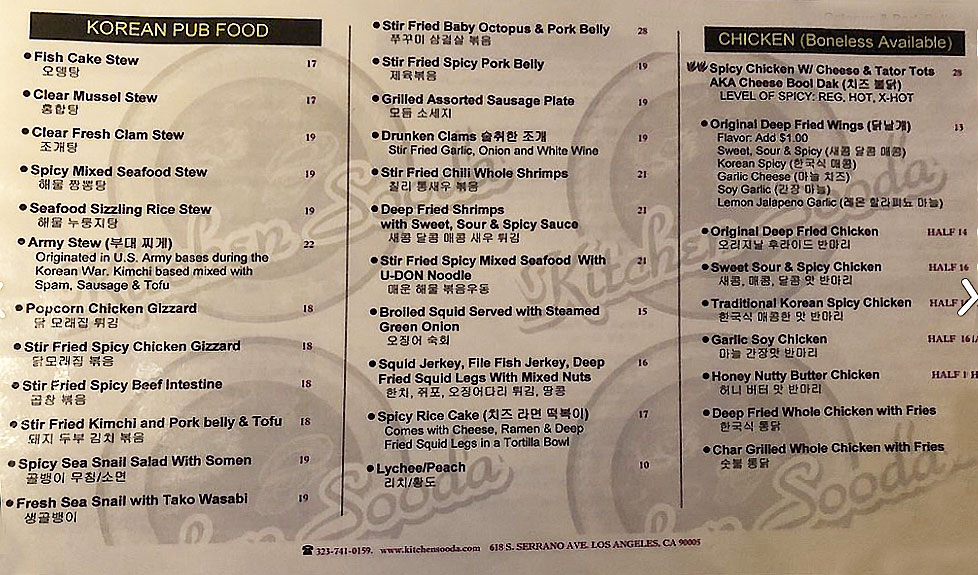 KOREAN PUB FOOD
Fish Cake Stew 17
오뎅탕
Clear Mussel Stew 17
홍합탕
Clear Fresh Clam Stew 19
조개탕
Spicy Mixed Seafood Stew 19
해물 짬뽕탕
Seafood Sizzling Rice Stew 19
해물 누룽지탕
Army Stew (부대 찌게) 22
Originated in U.S. Army bases during the
Korean War. Kimchi based mixed with
Spam, Sausage & Tofu
Popcorn Chicken Gizzard 18
닭 모래집 튀김
Stir Fried Spicy Chicken Gizzard 18
닭모래집 볶음
Stir Fried Spicy Beef Intestine 18
곱창 볶음
Stir Fried Kimchi and Pork belly & Tofu 18
돼지 두부 김치 볶음
Spicy Sea Snail Salad With Somen 19
골뱅이 무침/소면
Fresh Sea Snail with Tako Wasabi 19
생골뱅이
Stir Fried Baby Octopus & Pork Belly 28
쭈꾸미 삼겹살 볶음
Stir Fried Spicy Pork Belly 19
제육볶음
Grilled Assorted Sausage Plate 19
모듬 소세지
Drunken Clams 술취한 조개 19
Stir Fried Garlic, Onion and White Wine
Stir Fried Chili Whole Shrimps 21
칠리 통새우 볶음
Deep Fried Shrimps 21
with Sweet, Sour & Spicy Sauce
새콤 달콤 매콤 새우 튀김
Stir Fried Spicy Mixed Seafood With 21
U-DON Noodle
매운 해물 볶음우동
Broiled Squid Served with Steamed 15
Green Onion
오징어 숙회
Squid Jerkey, File Fish Jerkey, Deep 16
Fried Squid Legs With Mixed Nuts
한치, 쥐포, 오징어다리 튀김, 땅콩
Spicy Rice Cake (치즈 라면 떡복이) 17
Comes with Cheese, Ramen & Deep
Fried Squid Legs in a Tortilla Bowl
Lychee/Peach 10
리치/황도
CHICKEN (Boneless Available)
Spicy Chicken W/ Cheese & Tator Tots 28
AKA Cheese Bool Dak (치즈 불닭)
LEVEL OF SPICY: REG, HOT, X-HOT
Original Deep Fried Wings (닭날개) 13
Flavor: Add $1.00
Sweet, Sour & Spicy (새콤 달콤 매콤)
Korean Spicy (한국식 매콤)
Garlic Cheese (마늘 치즈)
Soy Garlic (간장 마늘)
Lemon Jalapeno Garlic (레몬 할라피뇨 마늘)
Original Deep Fried Chicken HALF 14
오리지날 후라이드 반마리
Sweet Sour & Spicy Chicken HALF 16
새콤, 매콤, 달콤 맛 반마리
Traditional Korean Spicy Chicken HALF
한국식 매콤한 맛 반마리
Garlic Soy Chicken HALF 16
마늘 간장맛 반마리
Honey Nutty Butter Chicken HALF
허니 버터 맛 반마리
Deep Fried Whole Chicken with Fries
한국식 통닭
Char Grilled Whole Chicken with Fries
숯불 통닭
Kitchen Sooda
☎ 323-741-0159. www.kitchensooda.com 618 S. SERRANO AVE. LOS ANGELES, CA 90005